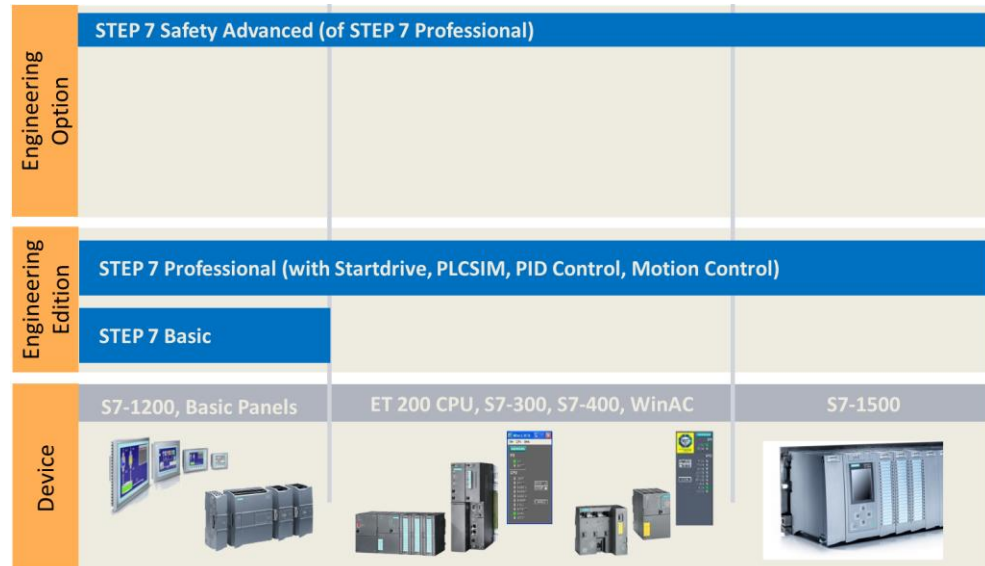 Engineering
Option
STEP 7 Safety Advanced (of STEP 7 Professional)
Engineering
Edition
STEP 7 Professional (with Startdrive, PLCSIM, PID Control, Motion Control)
STEP 7 Basic
Device
S7-1200, Basic Panels
ET 200 CPU, S7-300, S7-400, WinAC
S7-1500